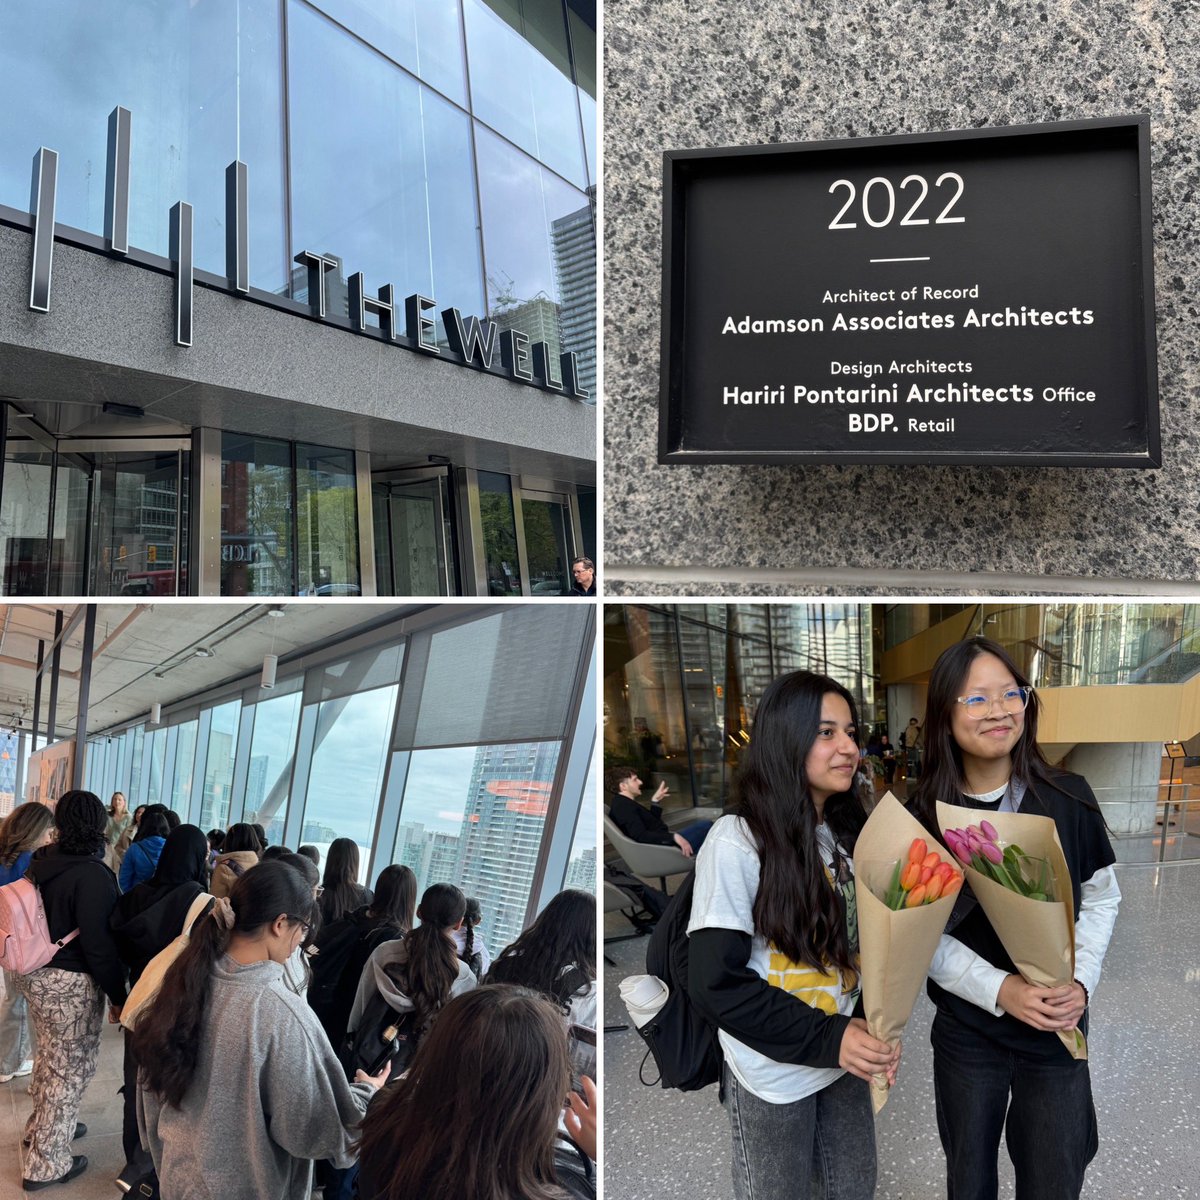 THE WELL
2022
Architect of Record
Adamson Associates Architects
Design Architects
Hariri Pontarini Architects Office
BDP. Retail